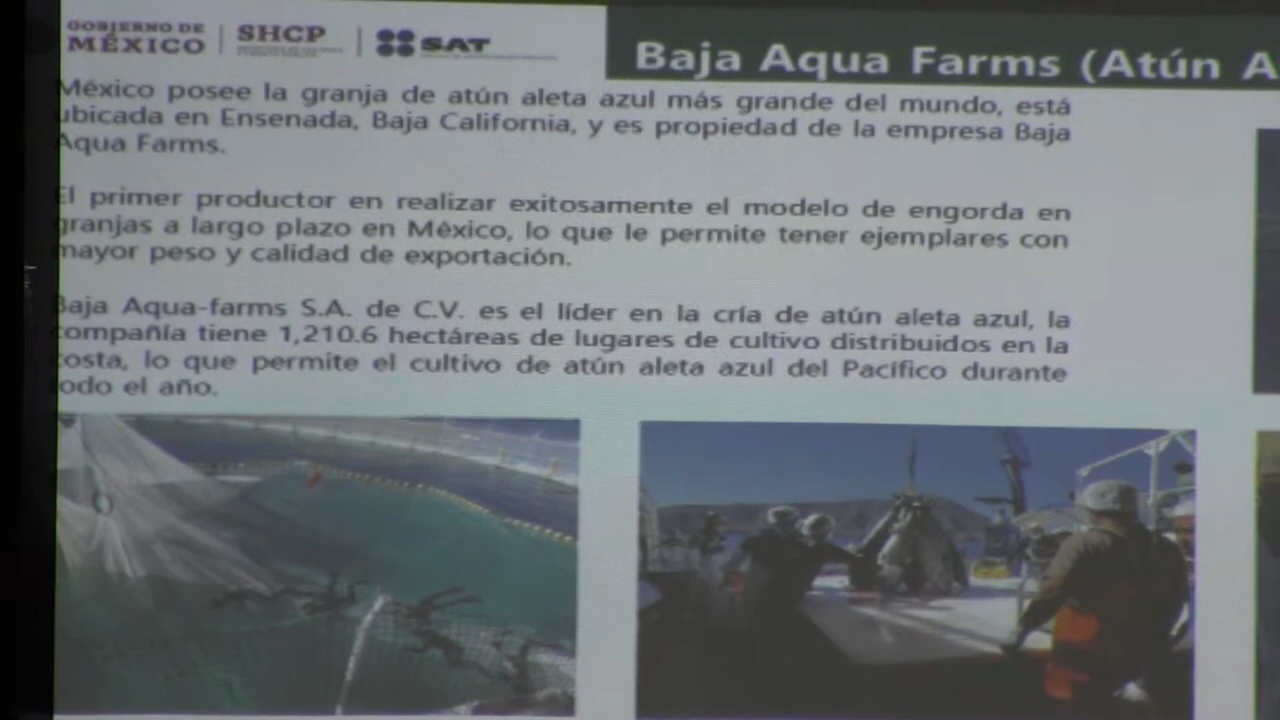 GOBIERNO DE
MÉXICO
SHCP
SAT
Baja Aqua Farms (Atún A
México posee la granja de atún aleta azul más grande del mundo, está
ubicada en Ensenada, Baja California, y es propiedad de la empresa Baja
Aqua Farms.
El primer productor en realizar exitosamente el modelo de engorda en
granjas a largo plazo en México, lo que le permite tener ejemplares con
mayor peso y calidad de exportación.
Baja Aqua-farms S.A. de C.V. es el líder en la cría de atún aleta azul, la
compañía tiene 1,210.6 hectáreas de lugares de cultivo distribuidos en la
costa, lo que permite el cultivo de atún aleta azul del Pacífico durante
todo el año.